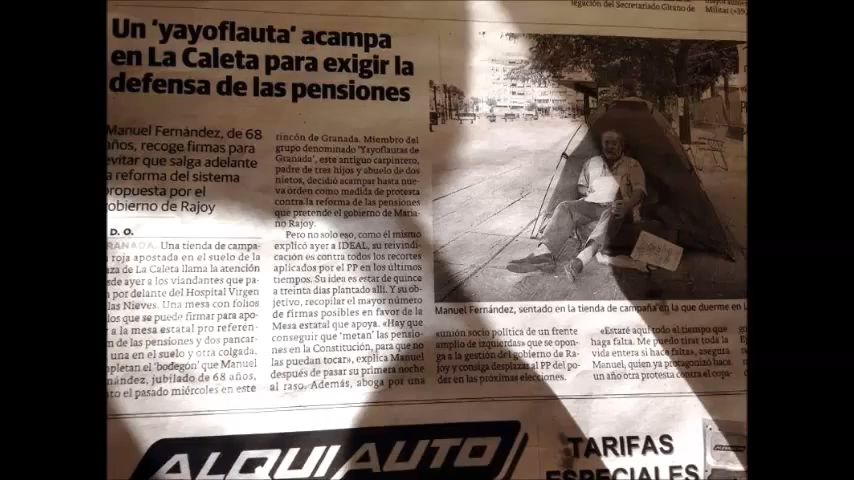 egación del Secretariado Gitano de
Militar (+39,
Un 'yayoflauta' acampa
en La Caleta para exigir la
defensa de las pensiones
Manuel Fernández, de 68
años, recoge firmas para
evitar que salga adelante
a reforma del sistema
propuesta por el
obierno de Rajoy
D. O.
RANADA. Una tienda de campa-
roja apostada en el suelo de la
za de La Caleta llama la atención
sde ayer a los viandantes que pa-
por delante del Hospital Virgen
las Nieves. Una mesa con folios
los que se puede firmar para apo-
a la mesa estatal pro referén-
de las pensiones y dos pancar-
una en el suelo y otra colgada.
pletan el 'bodegón' que Manuel
nández, jubilado de 68 años,
to el pasado miércoles en este
rincón de Granada. Miembro del
grupo denominado 'Yayoflautas de
Granada', este antiguo carpintero,
padre de tres hijos y abuelo de dos
nietos, decidió acampar hasta nue-
va orden como medida de protesta
contra la reforma de las pensiones
que pretende el gobierno de Maria-
no Rajoy.
Pero no solo eso, como él mismo
explicó ayer a IDEAL, su reivindi-
cación es contra todos los recortes
aplicados por el PP en los últimos
tiempos. Su idea es estar de quince
a treinta días plantado allí. Y su ob-
jetivo, recopilar el mayor número
de firmas posibles en favor de la
Mesa estatal que apoya. «Hay que
conseguir que 'metan' las pensio-
nes en la Constitución, para que no
las puedan tocar», explica Manuel
después de pasar su primera noche
al raso. Además, aboga por una
Manuel Fernández, sentado en la tienda de campaña en la que duerme en L
«unión socio política de un frente
amplio de izquierdas» que se opon-
ga a la gestión del gobierno de Ra-
joy y consiga desplazar al PP del po-
der en las próximas elecciones.
«Estaré aquí todo el tiempo que
haga falta. Me puedo tirar toda la
vida entera si hace falta», asegura
Manuel, quien ya protagonizó hace
un año otra protesta contra el copa-
ALQUIAUTO
TARIFAS
ESPECIALES